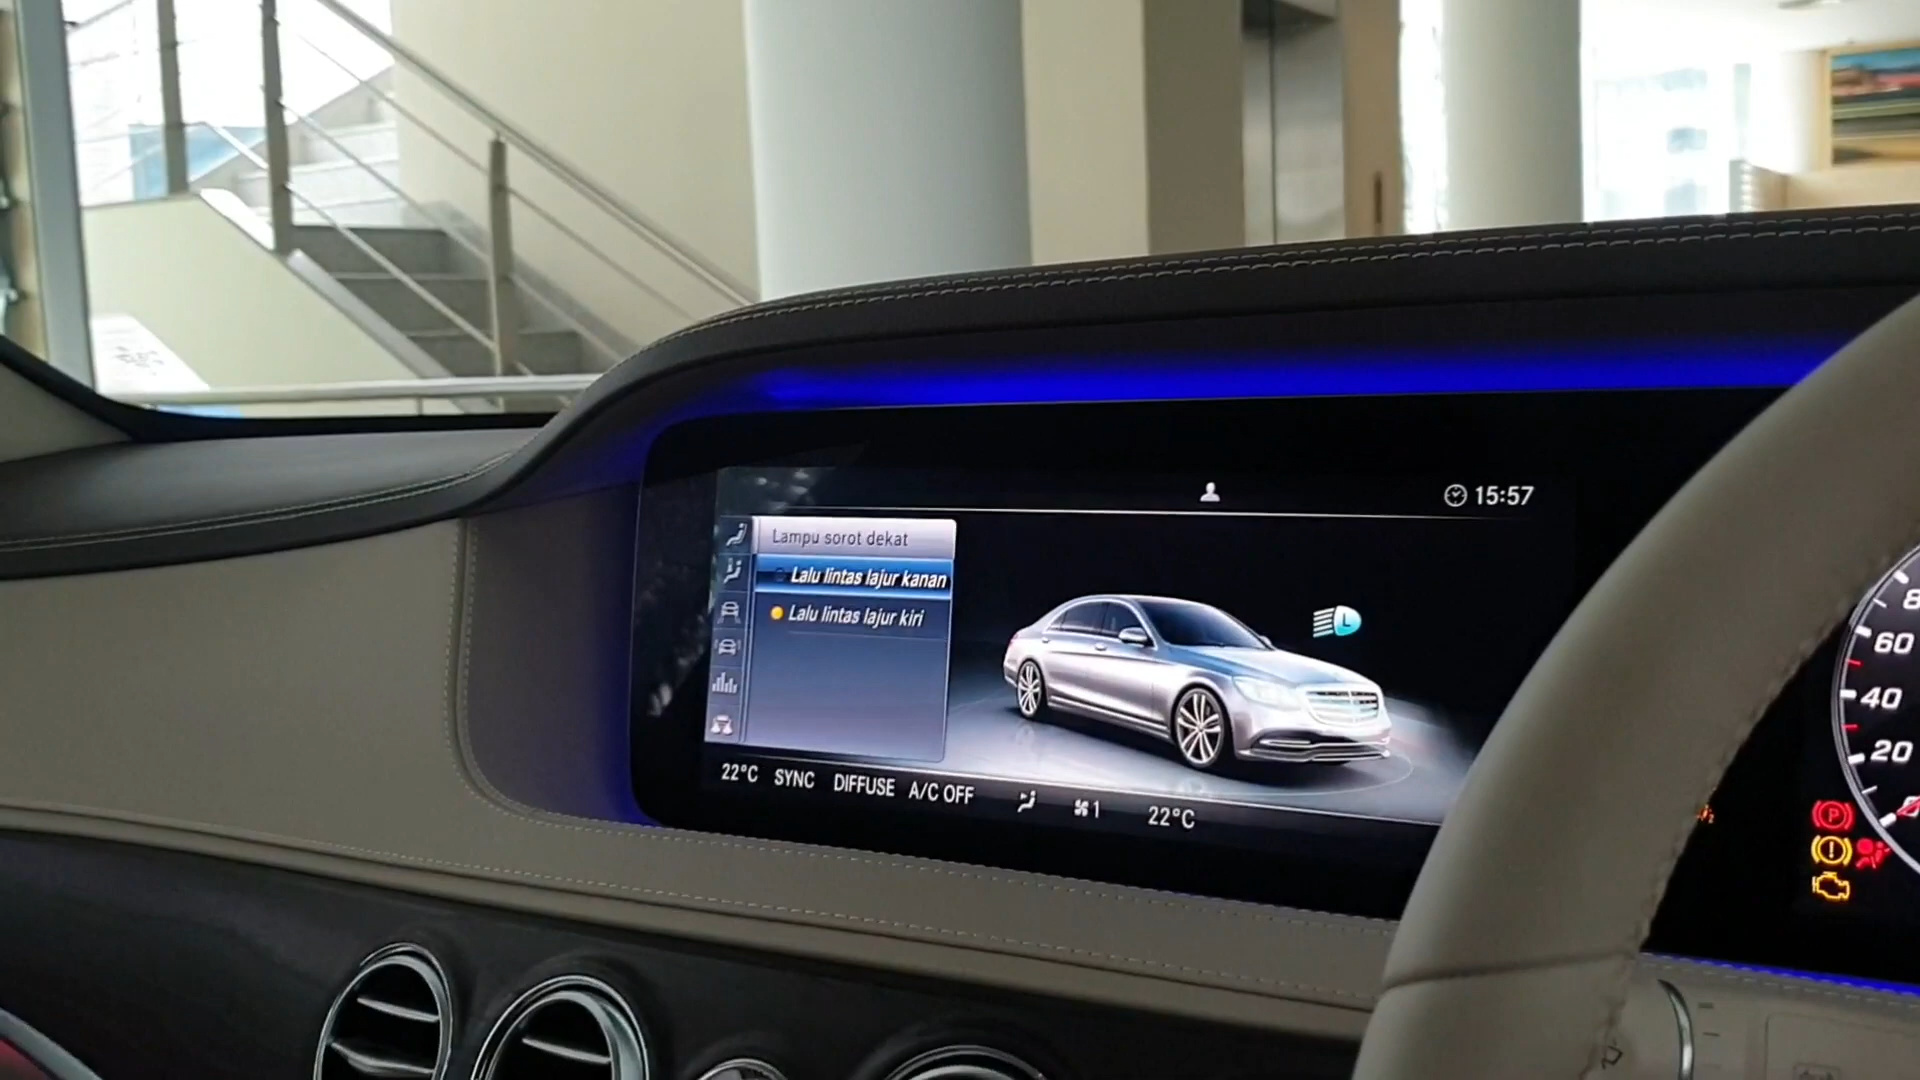 15:57
Lampu sorot dekat
Lalu lintas lajur kanan
Lalu lintas lajur kiri
L
22°C SYNC DIFFUSE A/C OFF 1 22°C
60
40
20
P